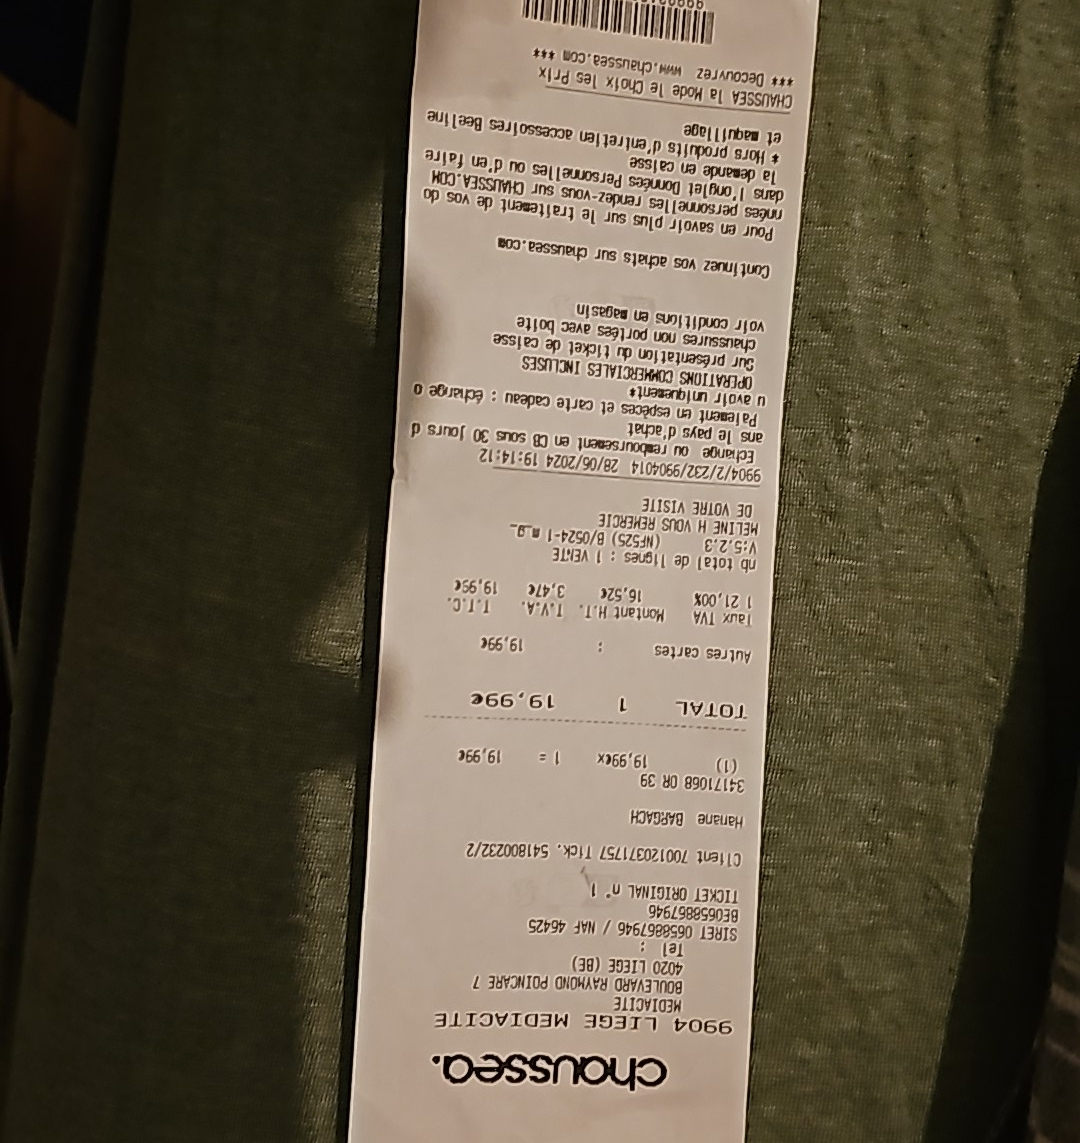 chaussea.
9904 LIEGE MEDIACITE
MEDIACITE
BOULEVARD RAYMOND POINCARE 7
4020 LIEGE (BE)
Tel :
SIRET 0658867946 / NAF 46425
BE0658867946
TICKET ORIGINAL n° 1
Client 700120371757 Tick. 541800232/2
Hanane BARGACH
34171068 OR 39
(1) 19,99€x 1 = 19,99€
TOTAL 1 19,99€
Autres cartes : 19,99€
Taux TVA Montant H.T. T.V.A. T.T.C.
1 21,00% 16,52€ 3,47€ 19,99€
nb total de lignes : 1 VENTE
V:5.2.3 (NF525) B/0524-1 m_g_
MELINE H VOUS REMERCIE
DE VOTRE VISITE
9904/2/232/9904014 28/06/2024 19:14:12
Echange ou remboursement en CB sous 30 jours d
ans le pays d'achat
Paiement en espèces et carte cadeau : échange o
u avoir uniquement*
OPERATIONS COMMERCIALES INCLUSES
Sur présentation du ticket de caisse
chaussures non portées avec boîte
voir conditions en magasin
Continuez vos achats sur chaussea.com
Pour en savoir plus sur le traitement de vos do
nnées personnelles rendez-vous sur CHAUSSEA.COM
dans l'onglet Données Personnelles ou d'en faire
la demande en caisse
* Hors produits d'entretien accessoires Beeline
et maquillage
CHAUSSEA la Mode le Choix les Prix
*** Decouvrez www.chaussea.com ***